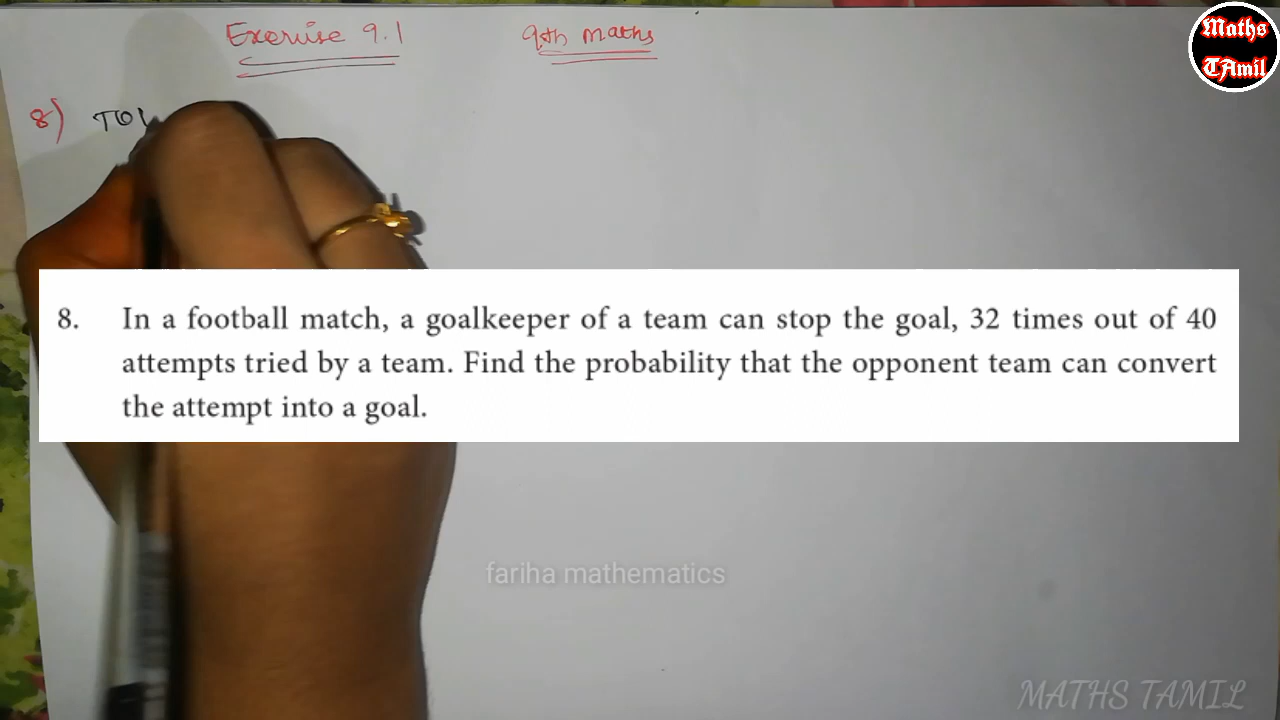 Exercise 9.1
9th maths
Maths
TAmil
8)
8. In a football match, a goalkeeper of a team can stop the goal, 32 times out of 40
attempts tried by a team. Find the probability that the opponent team can convert
the attempt into a goal.
fariha mathematics
MATHS TAMIL